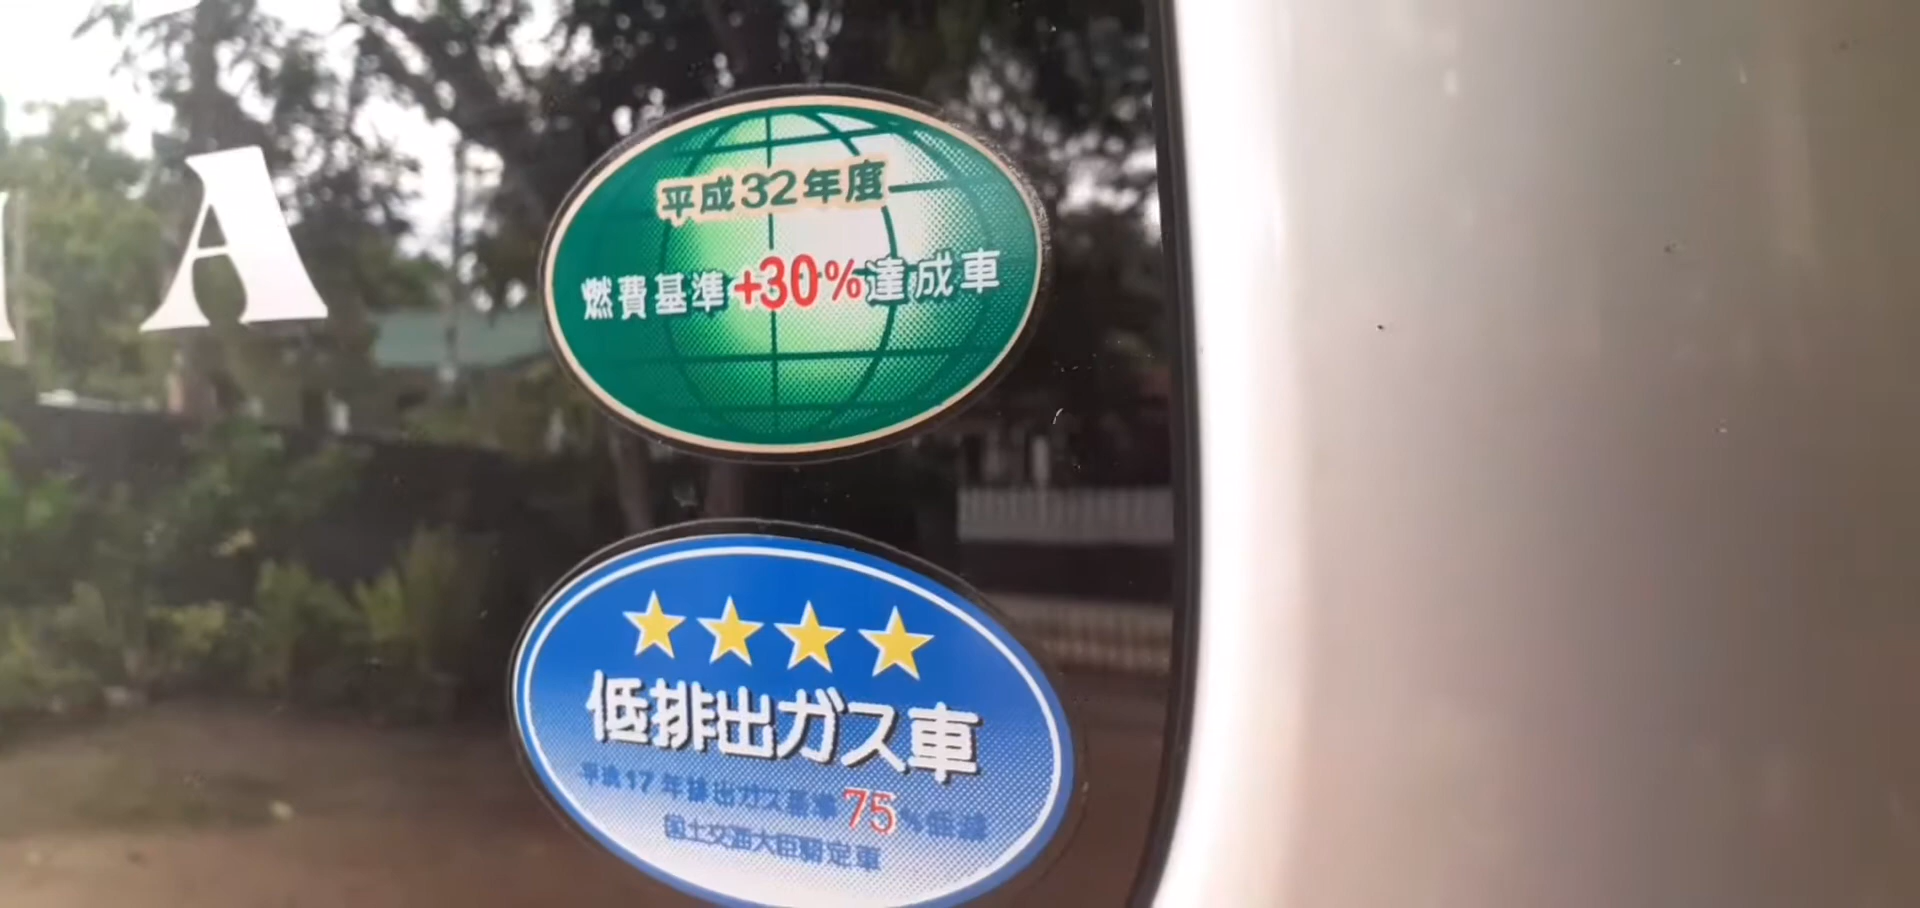 A
平成32年度
燃費基準+30%達成車
低排出ガス車
平成17年排出ガス基準75%低減
国土交通大臣認定車